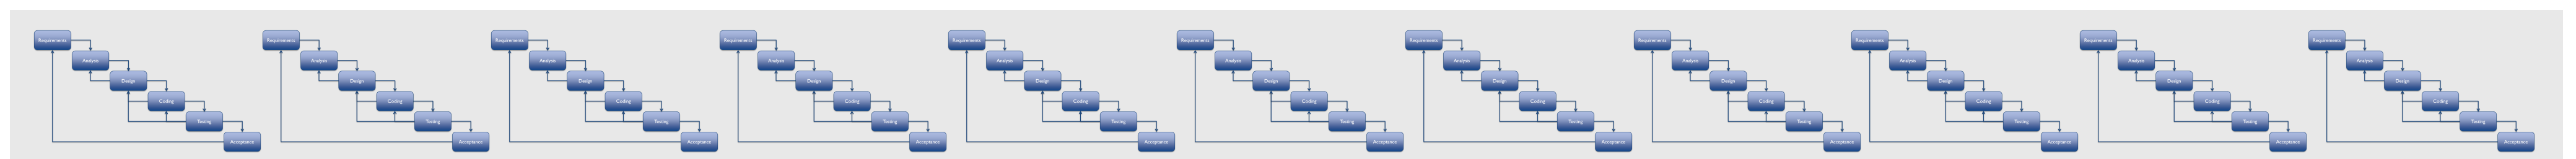 Requirements
Analysis
Design
Coding
Testing
Acceptance
Requirements
Analysis
Design
Coding
Testing
Acceptance
Requirements
Analysis
Design
Coding
Testing
Acceptance
Requirements
Analysis
Design
Coding
Testing
Acceptance
Requirements
Analysis
Design
Coding
Testing
Acceptance
Requirements
Analysis
Design
Coding
Testing
Acceptance
Requirements
Analysis
Design
Coding
Testing
Acceptance
Requirements
Analysis
Design
Coding
Testing
Acceptance
Requirements
Analysis
Design
Coding
Testing
Acceptance
Requirements
Analysis
Design
Coding
Testing
Acceptance
Requirements
Analysis
Design
Coding
Testing
Acceptance